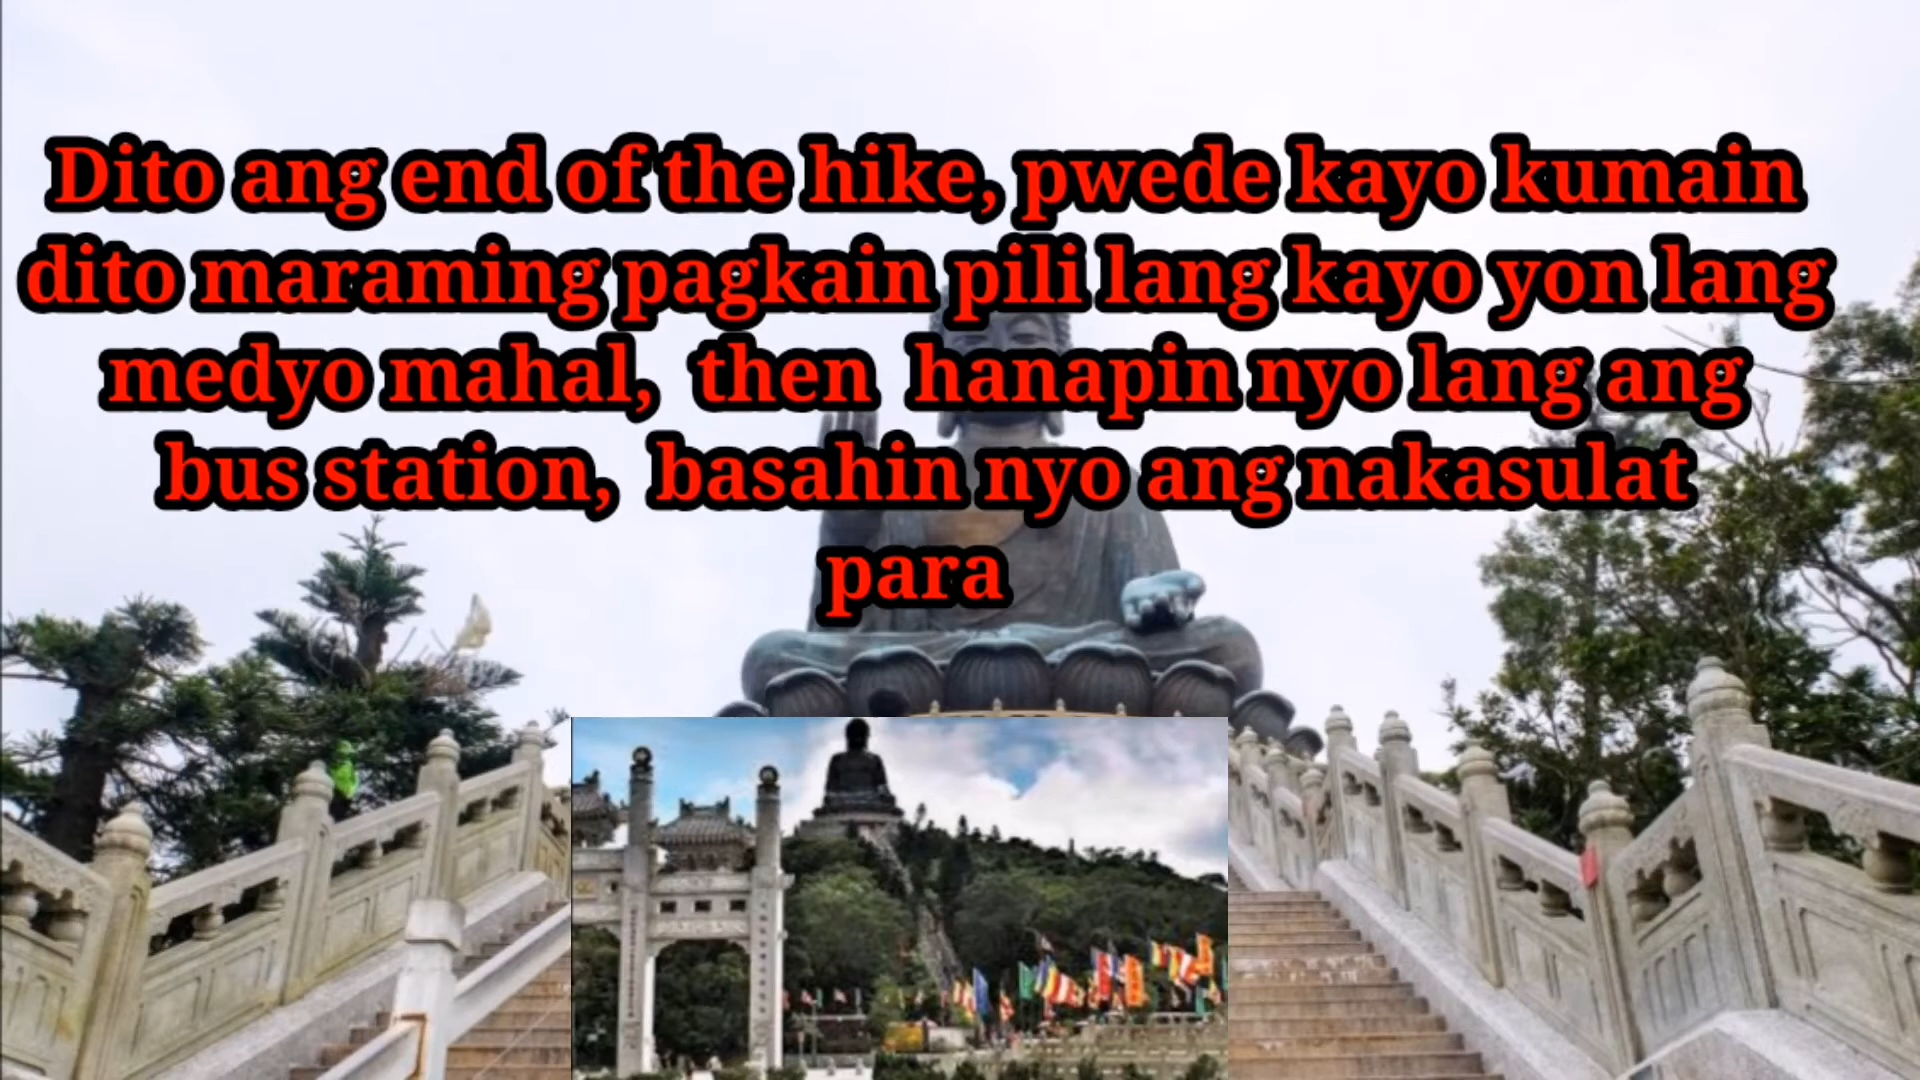 Dito ang end of the hike, pwede kayo kumain
dito maraming pagkain pili lang kayo yon lang
medyo mahal,  then  hanapin nyo lang ang
bus station,  basahin nyo ang nakasulat
para